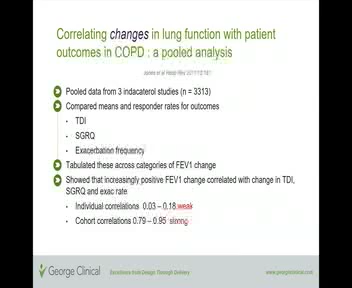 Correlating changes in lung function with patient
outcomes in COPD : a pooled analysis
Pooled data from 3 indacaterol studies (n = 3313)
Compared means and responder rates for outcomes
• TDI
• SGRQ
• Exacerbation frequency
Tabulated these across categories of FEV1 change
Showed that increasingly positive FEV1 change correlated with change in TDI,
SGRQ and exac rate
• Individual correlations 0.03 – 0.18 weak
• Cohort correlations 0.79 – 0.95 strong
George Clinical
Excellence from Design Through Delivery
www.georgeclinical.com